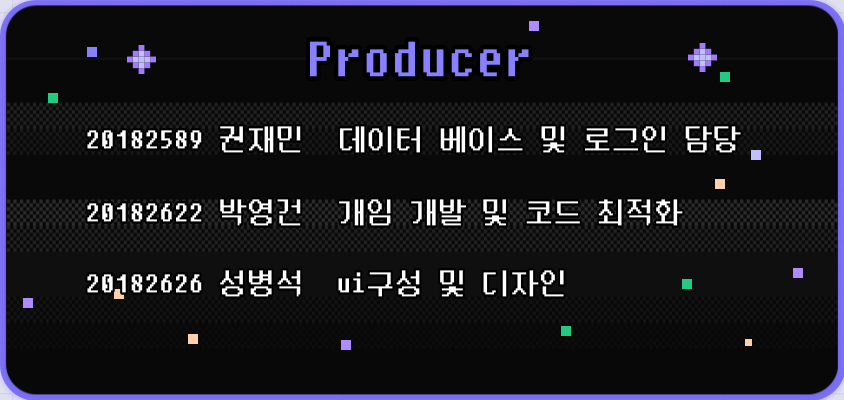 Producer
20182589 권재민 데이터 베이스 및 로그인 담당
20182622 박영건 개임 개발 및 코드 최적화
20182626 성병석 ui구성 및 디자인